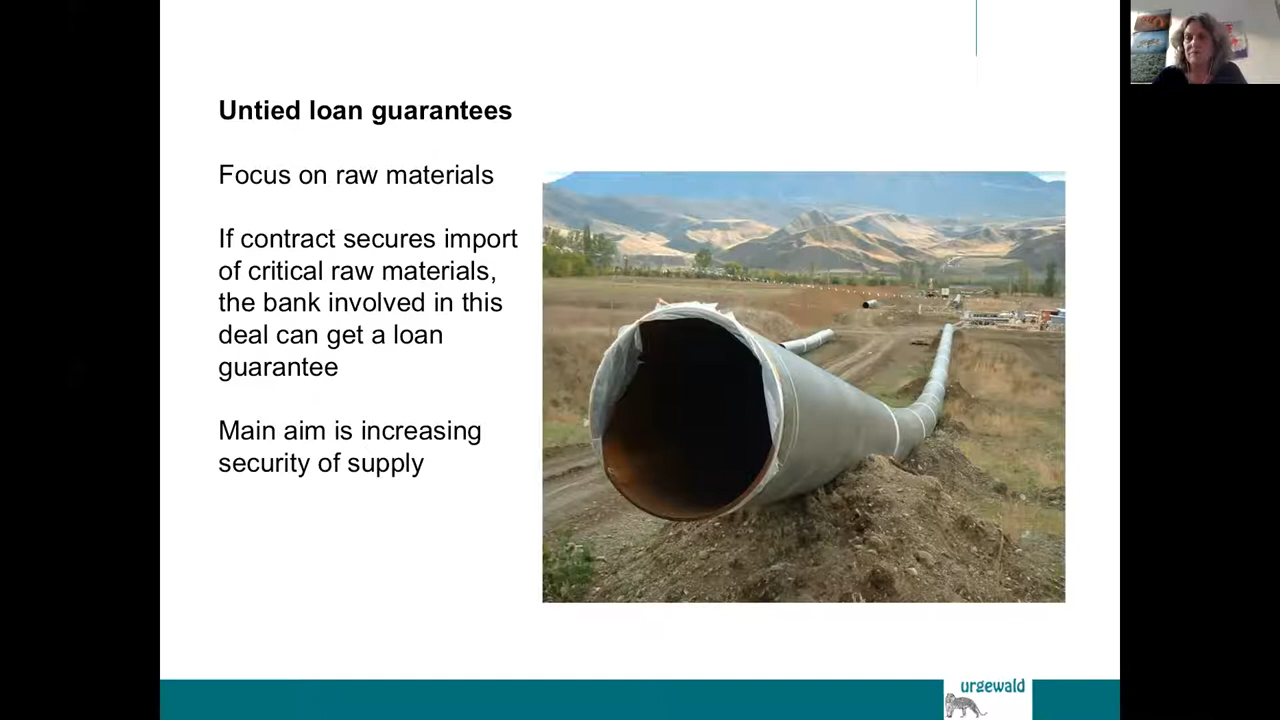 Untied loan guarantees
Focus on raw materials
If contract secures import
of critical raw materials,
the bank involved in this
deal can get a loan
guarantee
Main aim is increasing
security of supply
urgewald